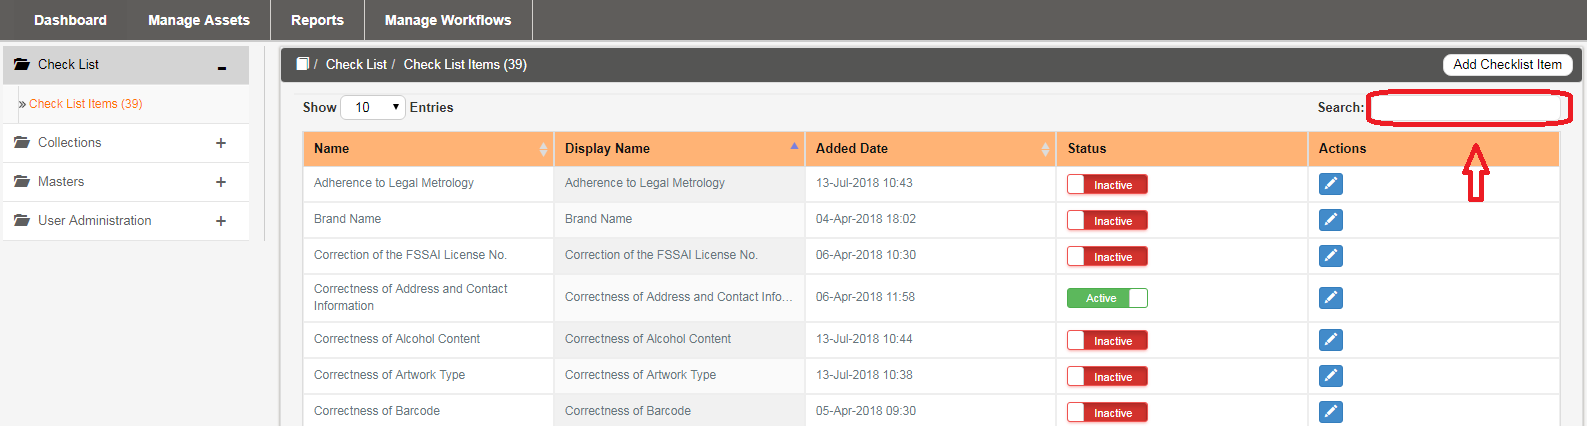 Dashboard Manage Assets Reports Manage Workflows
Check List
» Check List Items (39)
Collections
Masters
User Administration
/ Check List / Check List Items (39) Add Checklist Item
Show 10 Entries Search:
Name Display Name Added Date Status Actions
Adherence to Legal Metrology Adherence to Legal Metrology 13-Jul-2018 10:43 Inactive
Brand Name Brand Name 04-Apr-2018 18:02 Inactive
Correction of the FSSAI License No. Correction of the FSSAI License No. 06-Apr-2018 10:30 Inactive
Correctness of Address and Contact
Information Correctness of Address and Contact Info... 06-Apr-2018 11:58 Active
Correctness of Alcohol Content Correctness of Alcohol Content 13-Jul-2018 10:44 Inactive
Correctness of Artwork Type Correctness of Artwork Type 13-Jul-2018 10:38 Inactive
Correctness of Barcode Correctness of Barcode 05-Apr-2018 09:30 Inactive